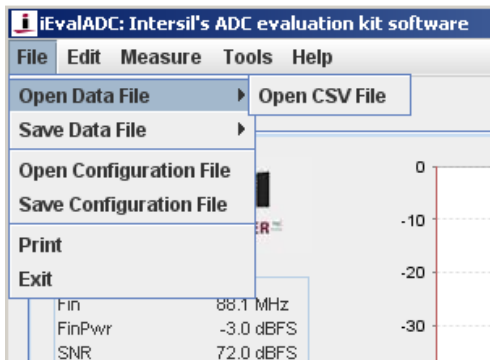 iEvalADC: Intersil's ADC evaluation kit software
File Edit Measure Tools Help
Open Data File
Open CSV File
Save Data File
Open Configuration File
Save Configuration File
Print
Exit
Fin 88.1 MHz
FinPwr -3.0 dBFS
SNR 72.0 dBFS
0
-10
-20
-30